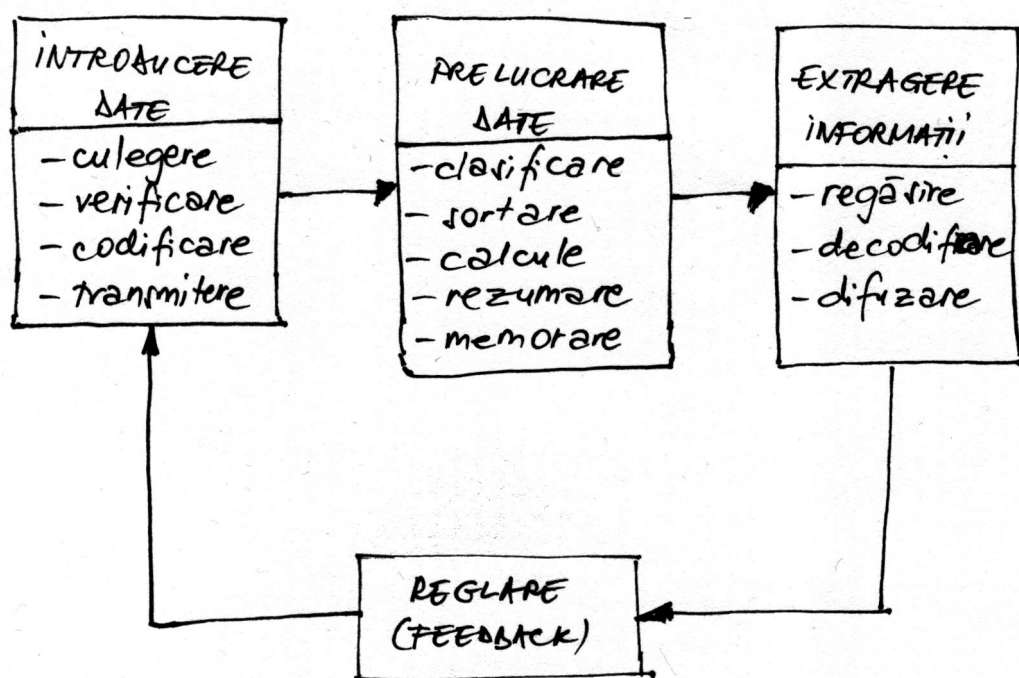 INTRODUCERE
DATE
- culegere
- verificare
- codificare
- transmitere
PRELUCRARE
DATE
- clasificare
- sortare
- calcule
- rezumare
- memorare
EXTRAGERE
INFORMAȚII
- regăsire
- decodificare
- difuzare
REGLARE
(FEEDBACK)